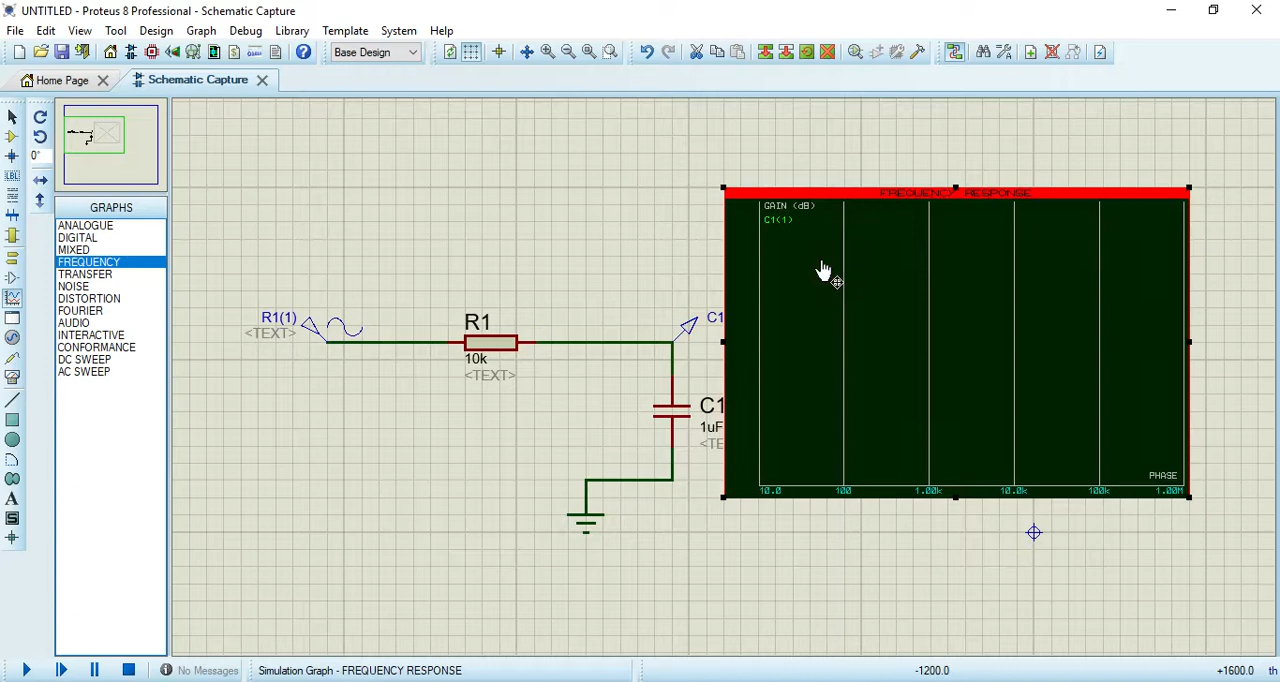 UNTITLED - Proteus 8 Professional - Schematic Capture
File Edit View Tool Design Graph Debug Library Template System Help
Base Design
Home Page Schematic Capture
LBL
0°
GRAPHS
ANALOGUE
DIGITAL
MIXED
FREQUENCY
TRANSFER
NOISE
DISTORTION
FOURIER
AUDIO
INTERACTIVE
CONFORMANCE
DC SWEEP
AC SWEEP
A
S
R1(1)
<TEXT>
R1
10k
<TEXT>
C1
C1
1uF
<TE
FREQUENCY RESPONSE
GAIN (dB)
C1(1)
PHASE
10.0 100 1.00k 10.0k 100k 1.00M
No Messages Simulation Graph - FREQUENCY RESPONSE -1200.0 +1600.0 th